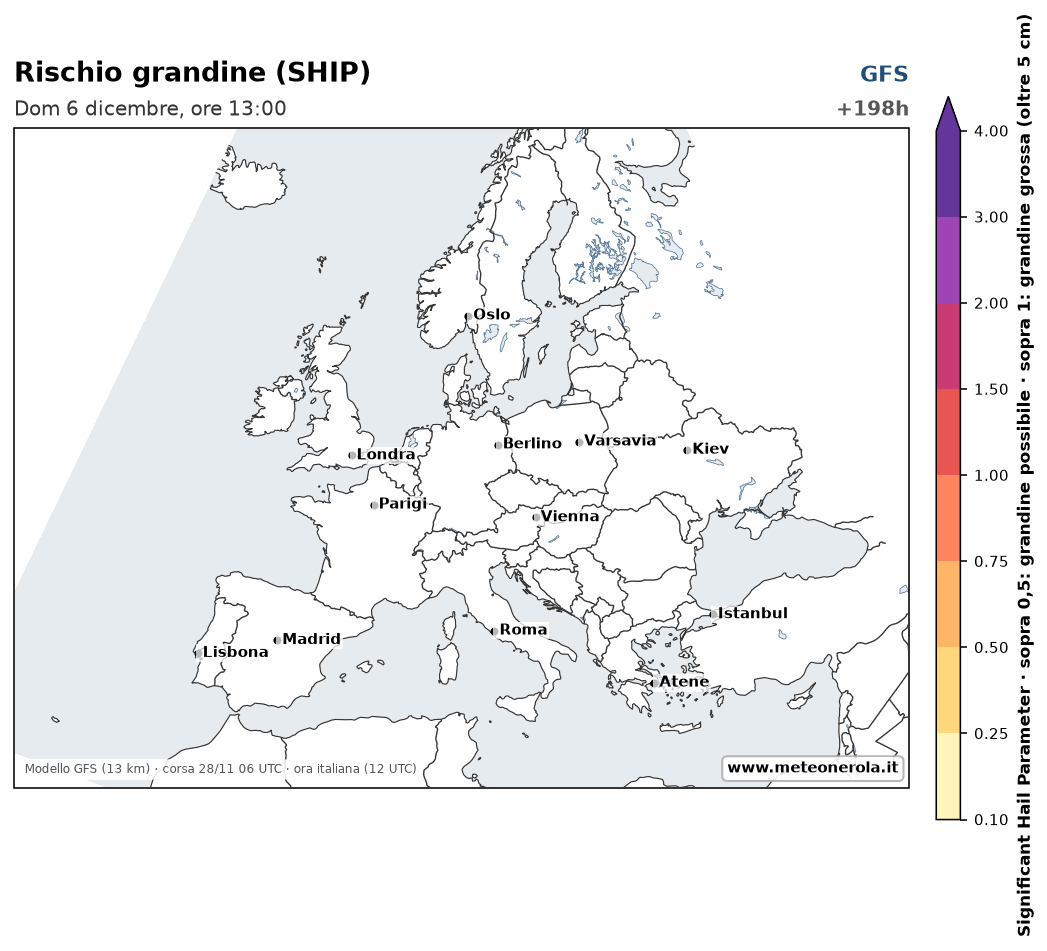 Rischio grandine (SHIP)
GFS
Dom 6 dicembre, ore 13:00
+198h
Oslo
Berlino
Varsavia
Kiev
Londra
Parigi
Vienna
Istanbul
Roma
Madrid
Lisbona
Atene
Modello GFS (13 km) · corsa 28/11 06 UTC · ora italiana (12 UTC)
www.meteonerola.it
4.00
3.00
2.00
1.50
1.00
0.75
0.50
0.25
0.10
Significant Hail Parameter · sopra 0,5: grandine possibile · sopra 1: grandine grossa (oltre 5 cm)